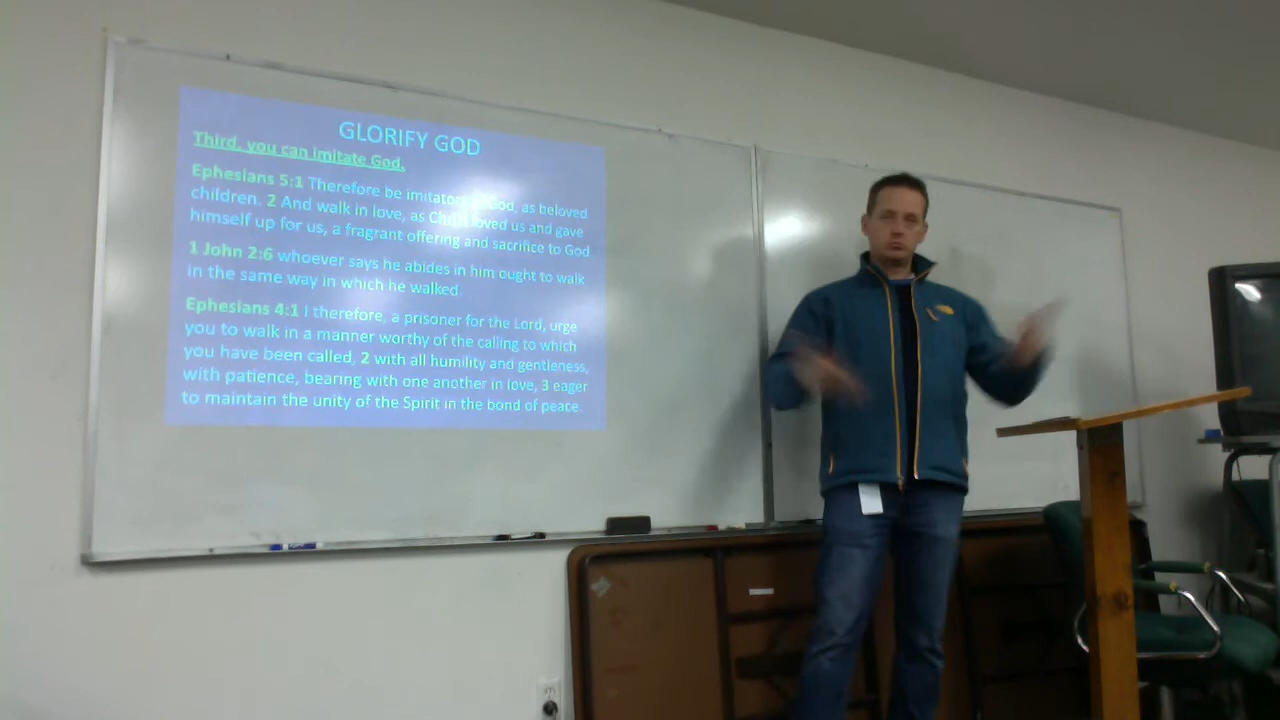 GLORIFY GOD
Third, you can imitate God.
Ephesians 5:1 Therefore be imitators God, as beloved
children. 2 And walk in love, as Christ loved us and gave
himself up for us, a fragrant offering and sacrifice to God
1 John 2:6 whoever says he abides in him ought to walk
in the same way in which he walked.
Ephesians 4:1 I therefore, a prisoner for the Lord, urge
you to walk in a manner worthy of the calling to which
you have been called, 2 with all humility and gentleness,
with patience, bearing with one another in love, 3 eager
to maintain the unity of the Spirit in the bond of peace.